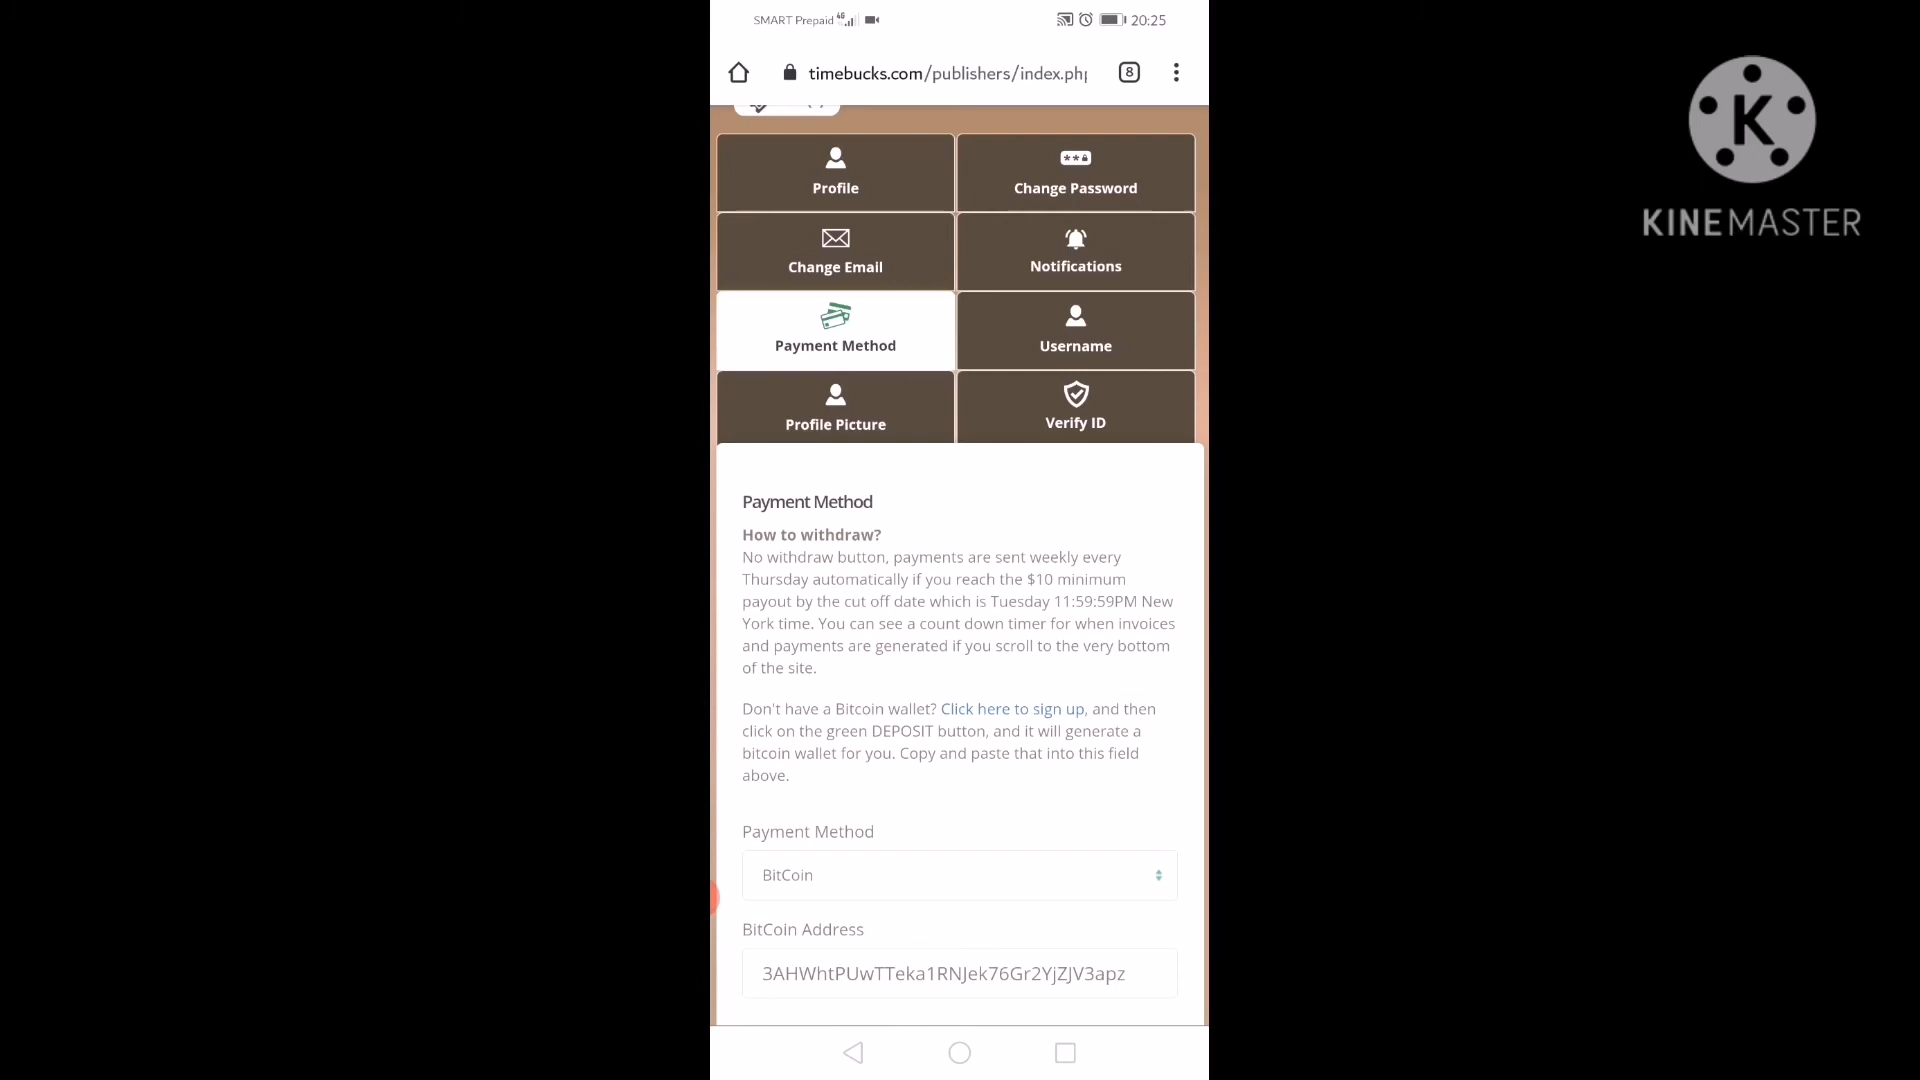 SMART Prepaid 4G 20:25
timebucks.com/publishers/index.ph
8
Profile
Change Password
Change Email
Notifications
Payment Method
Username
Profile Picture
Verify ID
Payment Method
How to withdraw?
No withdraw button, payments are sent weekly every
Thursday automatically if you reach the $10 minimum
payout by the cut off date which is Tuesday 11:59:59PM New
York time. You can see a count down timer for when invoices
and payments are generated if you scroll to the very bottom
of the site.
Don't have a Bitcoin wallet? Click here to sign up, and then
click on the green DEPOSIT button, and it will generate a
bitcoin wallet for you. Copy and paste that into this field
above.
Payment Method
BitCoin
BitCoin Address
3AHWhtPUwTTeka1RNJek76Gr2YjZJV3apz
K
KINEMASTER